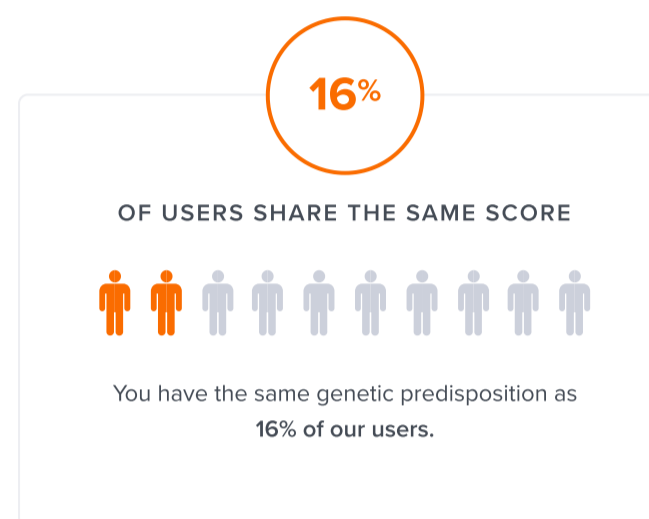 16%
OF USERS SHARE THE SAME SCORE
You have the same genetic predisposition as
16% of our users.